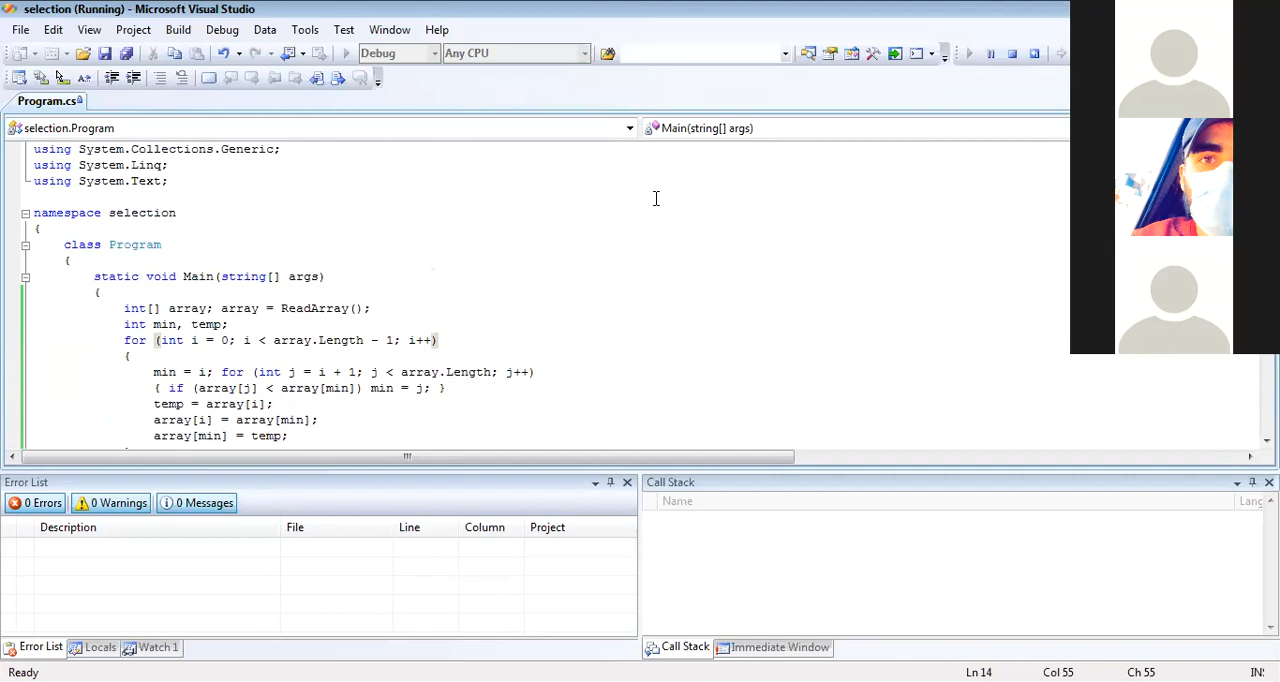 selection (Running) - Microsoft Visual Studio
File Edit View Project Build Debug Data Tools Test Window Help
Debug Any CPU
Program.cs
selection.Program Main(string[] args)
using System.Collections.Generic;
using System.Linq;
using System.Text;
namespace selection
{
class Program
{
static void Main(string[] args)
{
int[] array; array = ReadArray();
int min, temp;
for (int i = 0; i < array.Length - 1; i++)
{
min = i; for (int j = i + 1; j < array.Length; j++)
{ if (array[j] < array[min]) min = j; }
temp = array[i];
array[i] = array[min];
array[min] = temp;
Error List Call Stack
0 Errors 0 Warnings 0 Messages Name Lang
Description File Line Column Project
Error List Locals Watch 1 Call Stack Immediate Window
Ready Ln 14 Col 55 Ch 55 INS